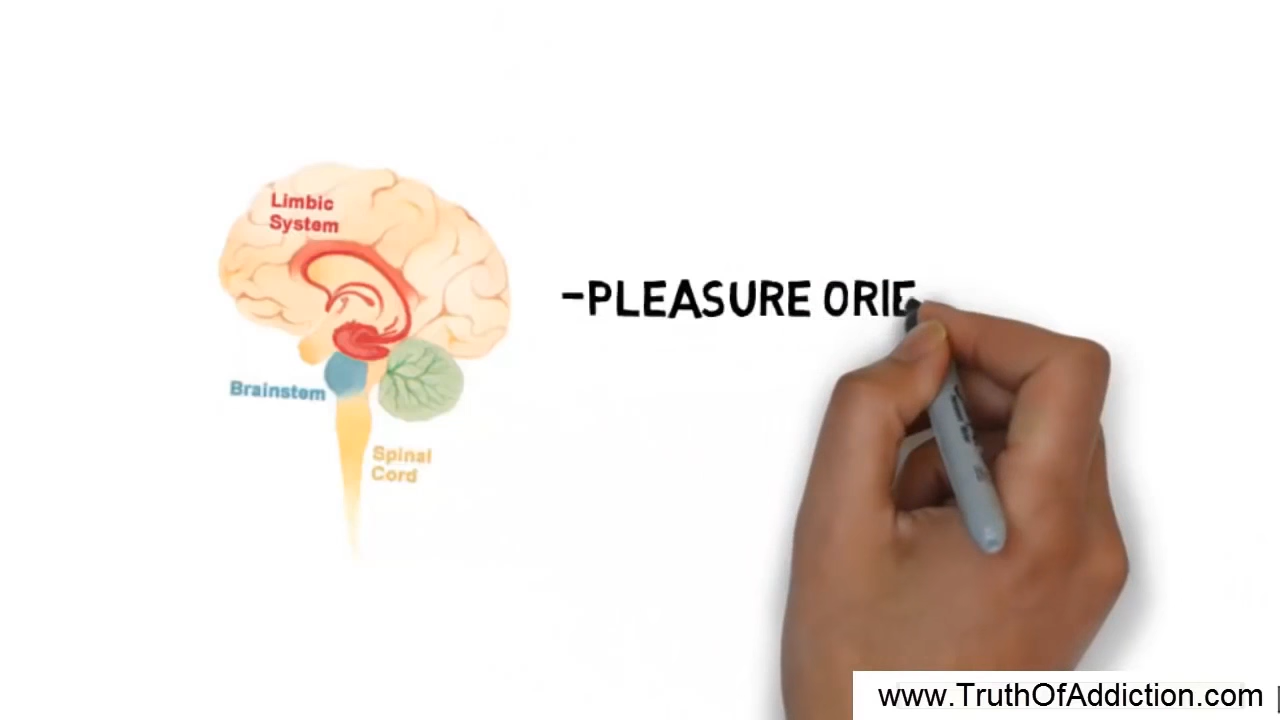 Limbic
System
-PLEASURE ORIE
Brainstem
Spinal
Cord
www.TruthOfAddiction.com